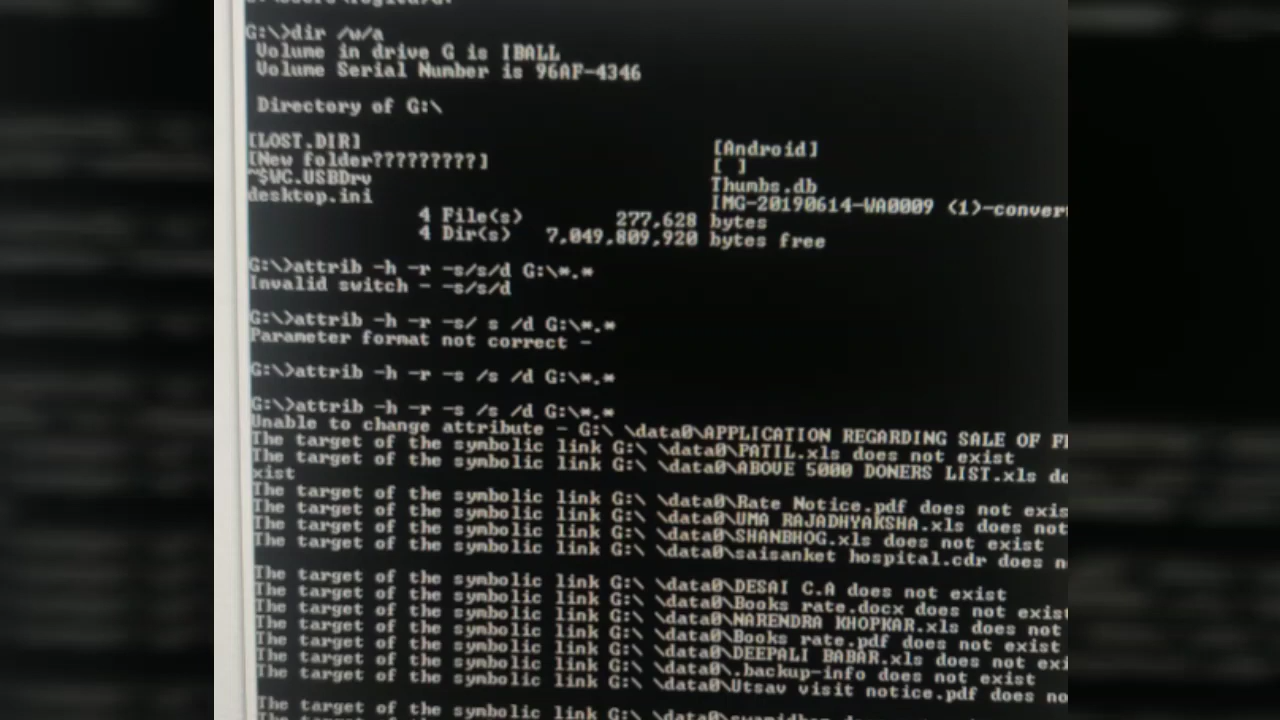 G:\>dir /w/a
Volume in drive G is IBALL
Volume Serial Number is 96AF-4346
Directory of G:\
[LOST.DIR] [Android]
[New folder?????????] [ ]
~$WC.USBDrv Thumbs.db
desktop.ini IMG-20190614-WA0009 (1)-conver
4 File(s) 277,628 bytes
4 Dir(s) 7,049,809,920 bytes free
G:\>attrib -h -r -s/s/d G:\*.*
Invalid switch - -s/s/d
G:\>attrib -h -r -s/ s /d G:\*.*
Parameter format not correct -
G:\>attrib -h -r -s /s /d G:\*.*
G:\>attrib -h -r -s /s /d G:\*.*
Unable to change attribute - G:\ \data0\APPLICATION REGARDING SALE OF
The target of the symbolic link G:\ \data0\PATIL.xls does not exist
The target of the symbolic link G:\ \data0\ABOVE 5000 DONERS LIST.xls do
xist
The target of the symbolic link G:\ \data0\Rate Notice.pdf does not exis
The target of the symbolic link G:\ \data0\UMA RAJADHYAKSHA.xls does not
The target of the symbolic link G:\ \data0\SHANBHOG.xls does not exist
The target of the symbolic link G:\ \data0\saisanket hospital.cdr does n
The target of the symbolic link G:\ \data0\DESAI C.A does not exist
The target of the symbolic link G:\ \data0\Books rate.docx does not exist
The target of the symbolic link G:\ \data0\NARENDRA KHOPKAR.xls does not
The target of the symbolic link G:\ \data0\Books rate.pdf does not exist
The target of the symbolic link G:\ \data0\DEEPALI BABAR.xls does not exi
The target of the symbolic link G:\ \data0\.backup-info does not exist
The target of the symbolic link G:\ \data0\Utsav visit notice.pdf does no
The target of the symbolic link G:\